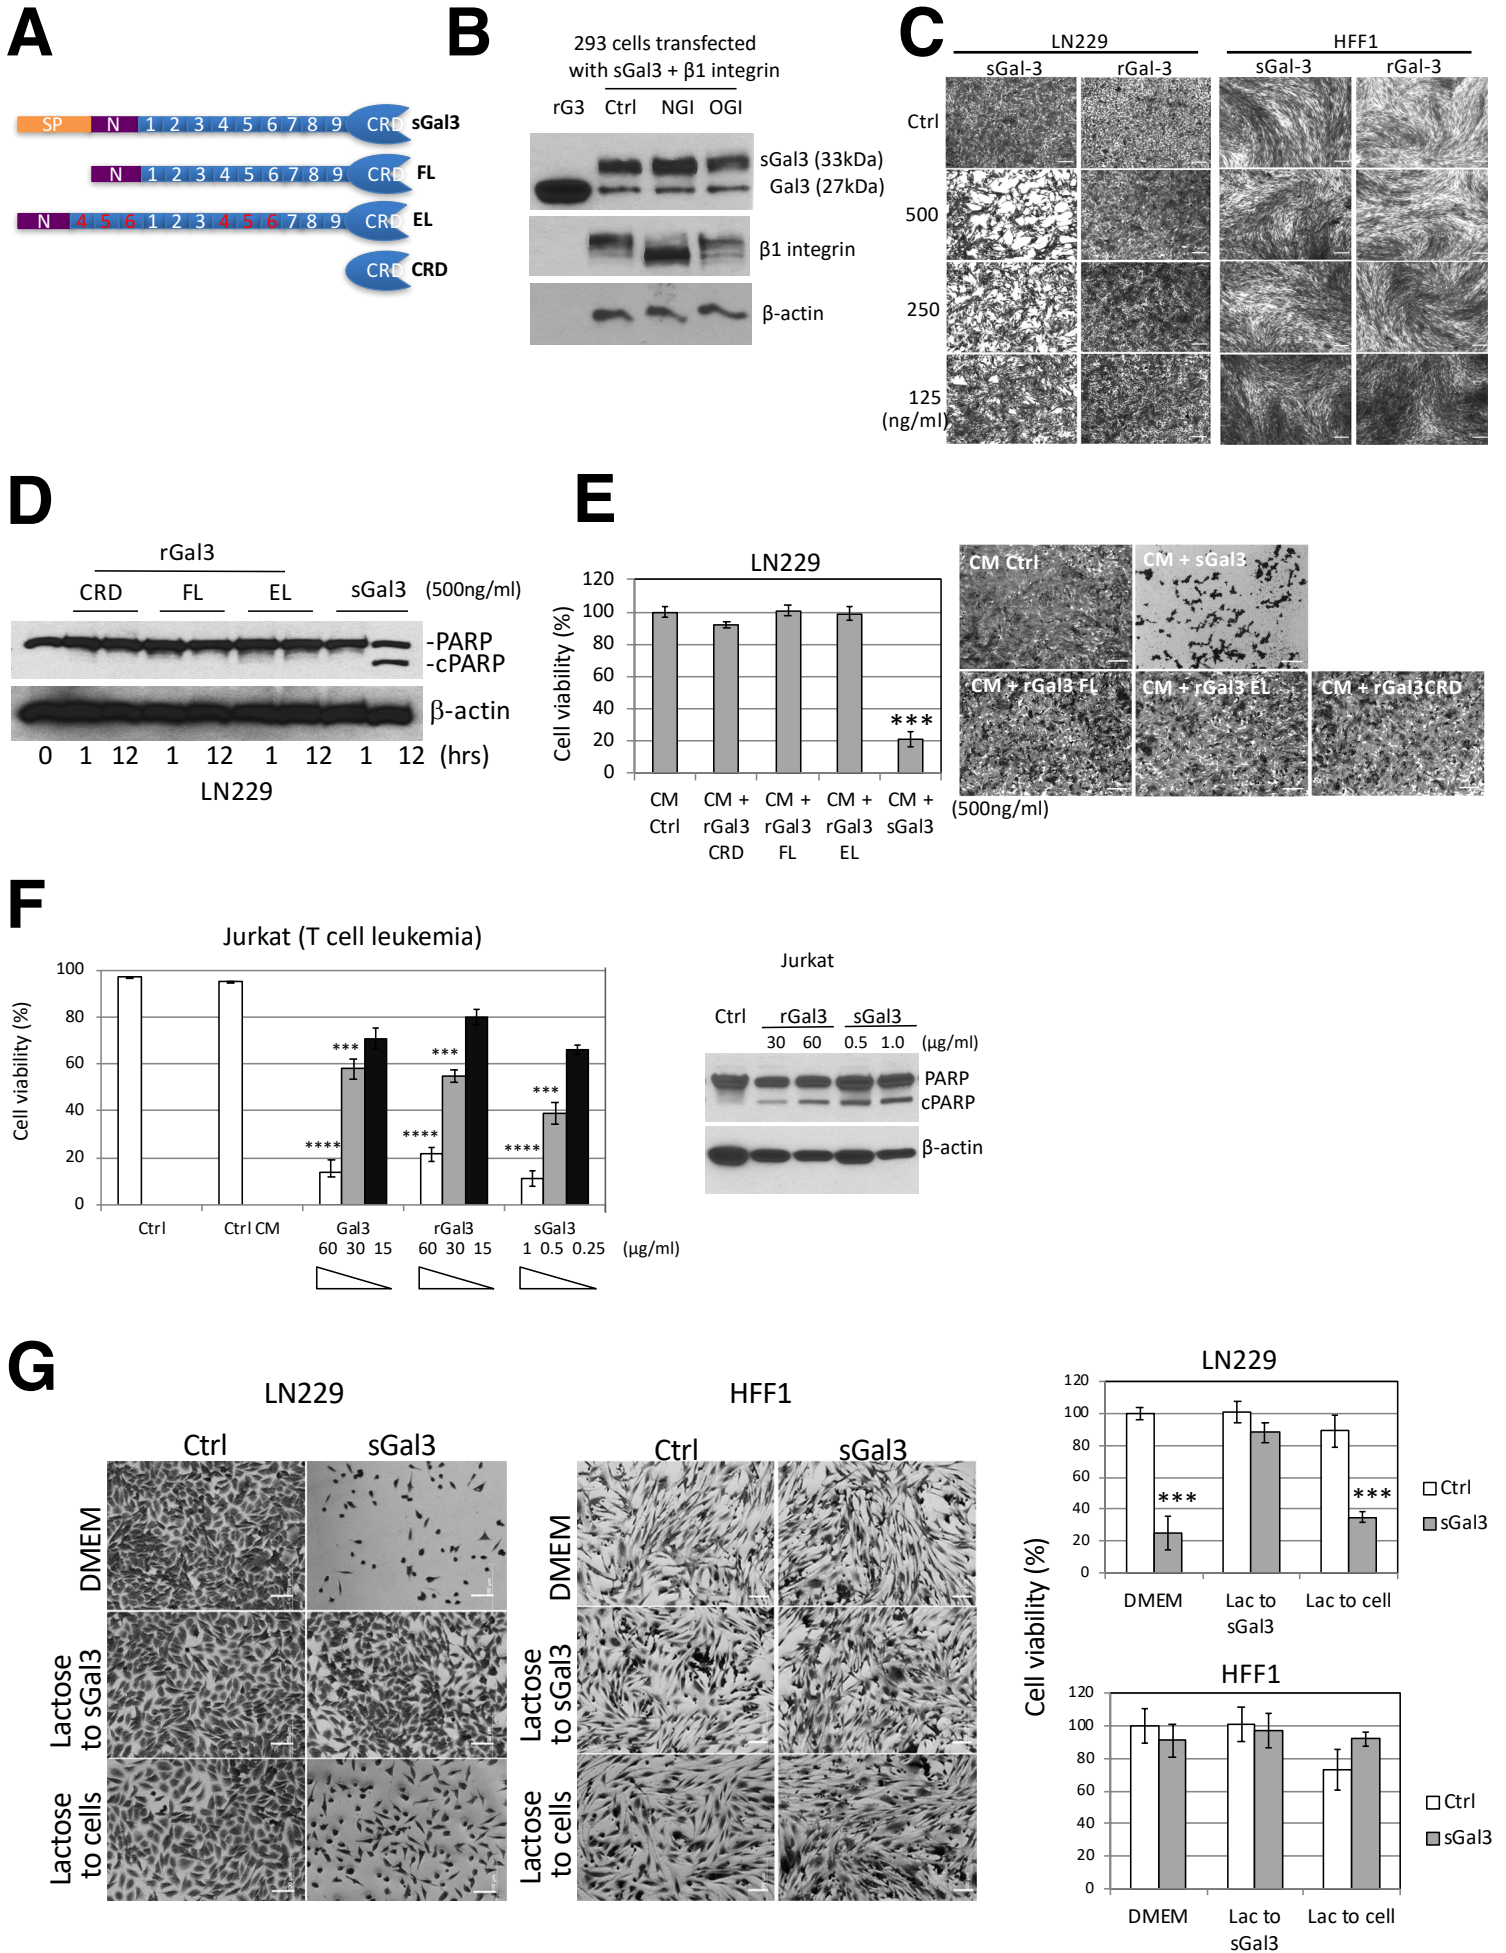 A
SP N 1 2 3 4 5 6 7 8 9 CRD sGal3
N 1 2 3 4 5 6 7 8 9 CRD FL
N 4 5 6 1 2 3 4 5 6 7 8 9 CRD EL
CRD CRD
B
293 cells transfected
with sGal3 + β1 integrin
rG3 Ctrl NGI OGI
sGal3 (33kDa)
Gal3 (27kDa)
β1 integrin
β-actin
C
LN229 HFF1
sGal-3 rGal-3 sGal-3 rGal-3
Ctrl
500
250
125
(ng/ml)
D
rGal3
CRD FL EL sGal3 (500ng/ml)
-PARP
-cPARP
β-actin
0 1 12 1 12 1 12 1 12 (hrs)
LN229
E
LN229
Cell viability (%)
120
100
80
60
40
20
0
***
CM Ctrl
CM + rGal3 CRD
CM + rGal3 FL
CM + rGal3 EL
CM + sGal3
CM Ctrl CM + sGal3
CM + rGal3 FL CM + rGal3 EL CM + rGal3CRD
(500ng/ml)
F
Jurkat (T cell leukemia)
Cell viability (%)
100
80
60
40
20
0
**** *** **** *** **** ***
Ctrl Ctrl CM Gal3 rGal3 sGal3
60 30 15 60 30 15 1 0.5 0.25 (μg/ml)
Jurkat
Ctrl rGal3 sGal3
30 60 0.5 1.0 (μg/ml)
PARP
cPARP
β-actin
G
LN229
Ctrl sGal3
DMEM
Lactose
to sGal3
Lactose
to cells
HFF1
Ctrl sGal3
DMEM
Lactose
to sGal3
Lactose
to cells
Cell viability (%)
LN229
120
100
80
60
40
20
0
*** ***
Ctrl
sGal3
DMEM Lac to Lac to cell
sGal3
HFF1
120
100
80
60
40
20
0
Ctrl
sGal3
DMEM Lac to Lac to cell
sGal3